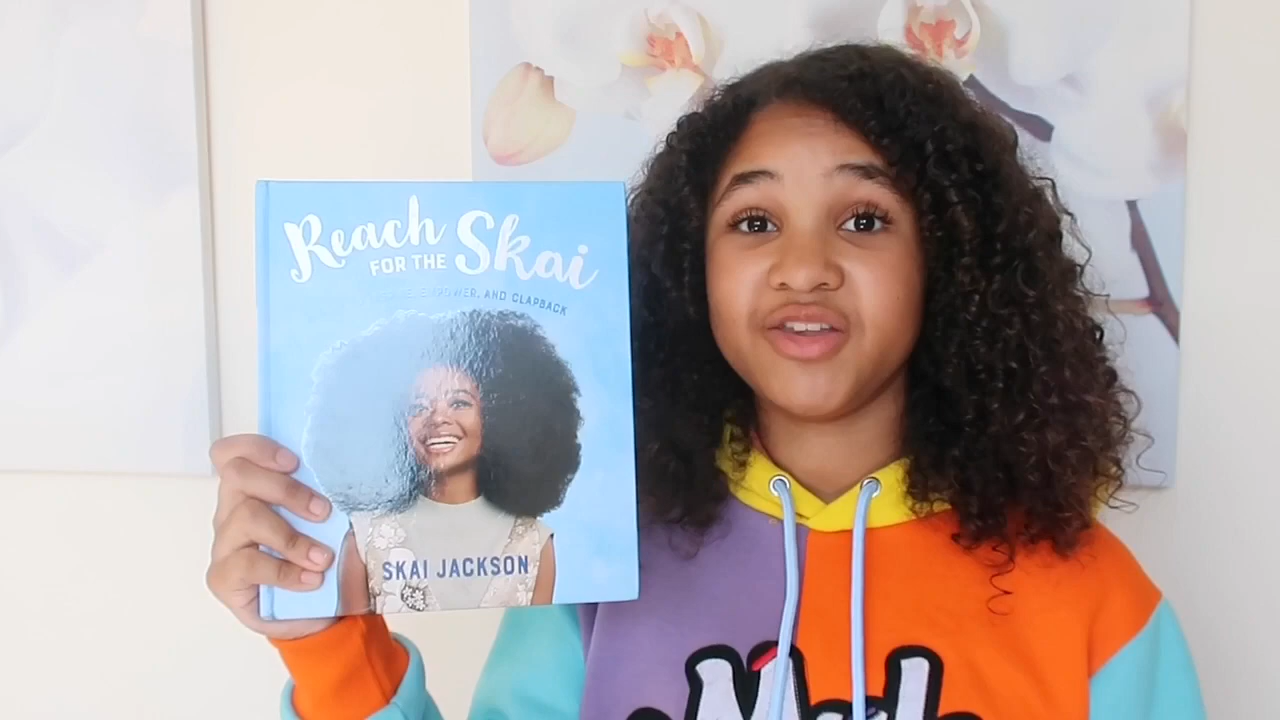 Reach
FOR THE Skai
EMPOWER, AND CLAPBACK
SKAI JACKSON